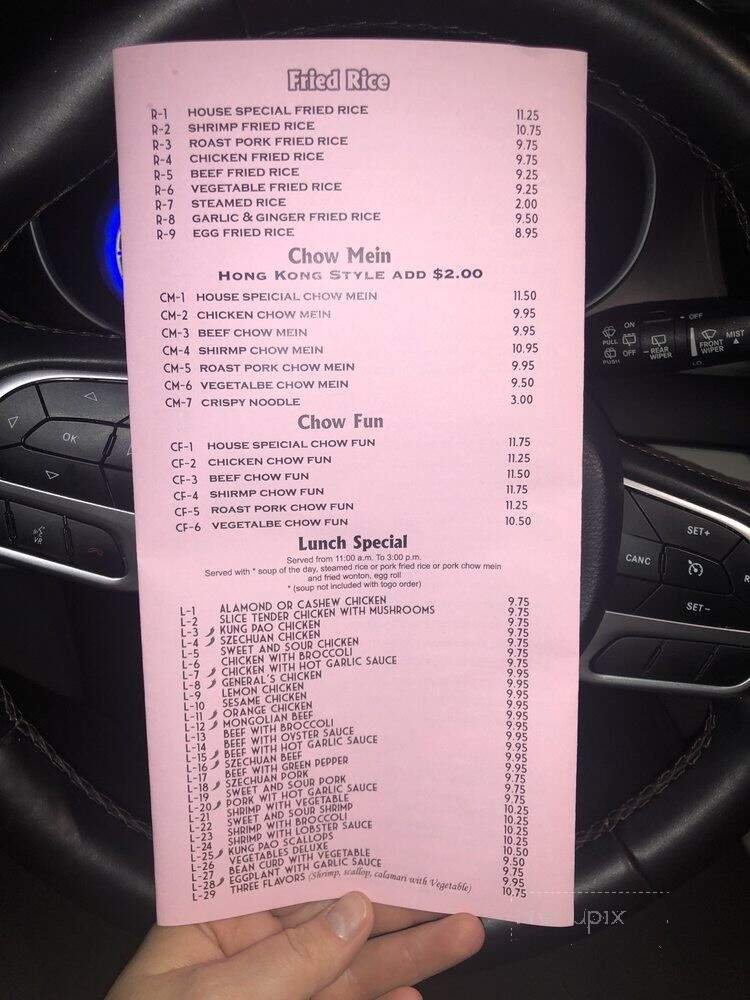 Fried Rice
R-1 HOUSE SPECIAL FRIED RICE 11.25
R-2 SHRIMP FRIED RICE 10.75
R-3 ROAST PORK FRIED RICE 9.75
R-4 CHICKEN FRIED RICE 9.75
R-5 BEEF FRIED RICE 9.25
R-6 VEGETABLE FRIED RICE 9.25
R-7 STEAMED RICE 2.00
R-8 GARLIC & GINGER FRIED RICE 9.50
R-9 EGG FRIED RICE 8.95
Chow Mein
HONG KONG STYLE ADD $2.00
CM-1 HOUSE SPEICIAL CHOW MEIN 11.50
CM-2 CHICKEN CHOW MEIN 9.95
CM-3 BEEF CHOW MEIN 9.95
CM-4 SHIRMP CHOW MEIN 10.95
CM-5 ROAST PORK CHOW MEIN 9.95
CM-6 VEGETALBE CHOW MEIN 9.50
CM-7 CRISPY NOODLE 3.00
Chow Fun
CF-1 HOUSE SPEICIAL CHOW FUN 11.75
CF-2 CHICKEN CHOW FUN 11.25
CF-3 BEEF CHOW FUN 11.50
CF-4 SHIRMP CHOW FUN 11.75
CF-5 ROAST PORK CHOW FUN 11.25
CF-6 VEGETALBE CHOW FUN 10.50
Lunch Special
Served from 11:00 a.m. To 3:00 p.m.
Served with * soup of the day, steamed rice or pork fried rice or pork chow mein
and fried wonton, egg roll
* (soup not included with togo order)
L-1 ALAMOND OR CASHEW CHICKEN 9.75
L-2 SLICE TENDER CHICKEN WITH MUSHROOMS 9.75
L-3 KUNG PAO CHICKEN 9.75
L-4 SZECHUAN CHICKEN 9.75
L-5 SWEET AND SOUR CHICKEN 9.75
L-6 CHICKEN WITH BROCCOLI 9.75
L-7 CHICKEN WITH HOT GARLIC SAUCE 9.75
L-8 GENERAL'S CHICKEN 9.95
L-9 LEMON CHICKEN 9.95
L-10 SESAME CHICKEN 9.95
L-11 ORANGE CHICKEN 9.95
L-12 MONGOLIAN BEEF 9.95
L-13 BEEF WITH BROCCOLI 9.95
L-14 BEEF WITH OYSTER SAUCE 9.95
L-15 BEEF WITH HOT GARLIC SAUCE 9.95
L-16 SZECHUAN BEEF 9.95
L-17 BEEF WITH GREEN PEPPER 9.95
L-18 SZECHUAN PORK 9.75
L-19 SWEET AND SOUR PORK 9.75
L-20 PORK WIT HOT GARLIC SAUCE 9.75
L-21 SHRIMP WITH VEGETABLE 10.25
L-22 SWEET AND SOUR SHRIMP 10.25
L-23 SHRIMP WITH BROCCOLI 10.25
L-24 SHRIMP WITH LOBSTER SAUCE 10.25
L-25 KUNG PAO SCALLOPS 10.50
L-26 VEGETABLES DELUXE 9.50
L-27 BEAN CURD WITH VEGETABLE 9.75
L-28 EGGPLANT WITH GARLIC SAUCE 9.95
L-29 THREE FLAVORS (Shrimp, scallop, calamari with Vegetable) 10.75
OK
PULL
PUSH
ON
OFF
REAR WIPER
OFF
FRONT WIPER
LO
MIST
SET+
CANC
SET-